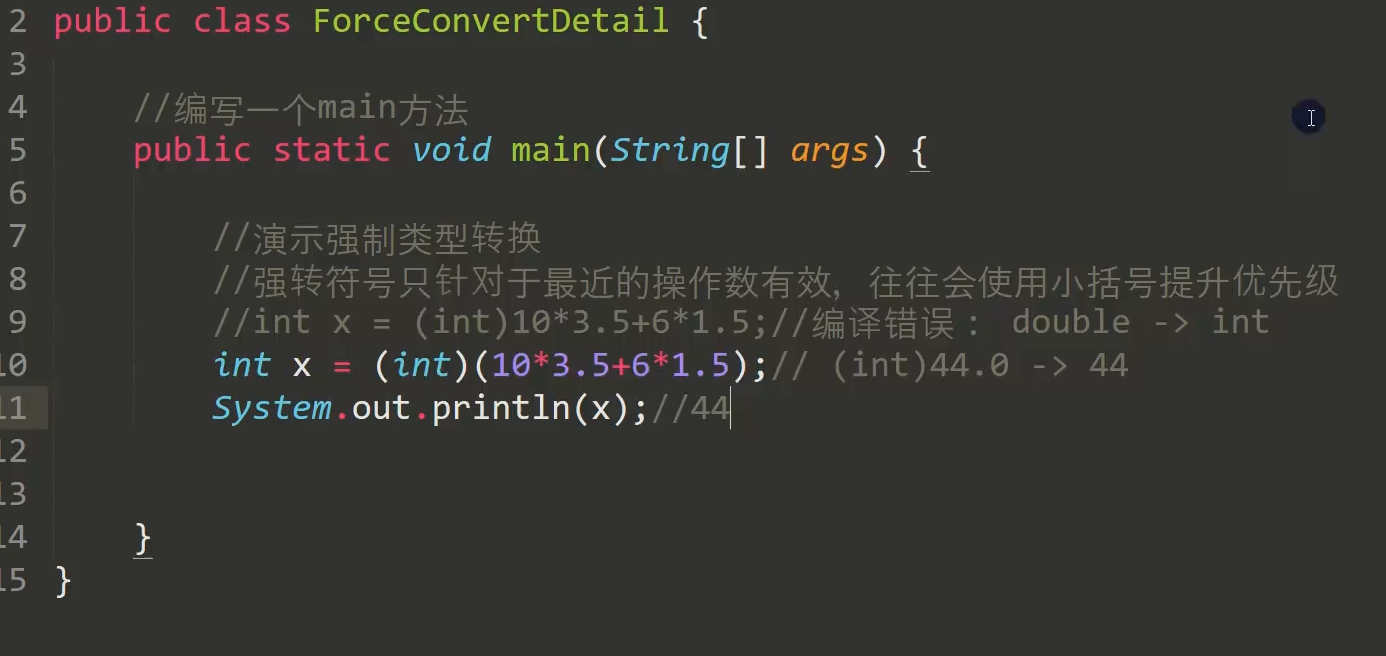 2 public class ForceConvertDetail {
3
4 //编写一个main方法
5 public static void main(String[] args) {
6
7 //演示强制类型转换
8 //强转符号只针对于最近的操作数有效，往往会使用小括号提升优先级
9 //int x = (int)10*3.5+6*1.5;//编译错误： double -> int
10 int x = (int)(10*3.5+6*1.5);// (int)44.0 -> 44
11 System.out.println(x);//44
12
13
14 }
15 }